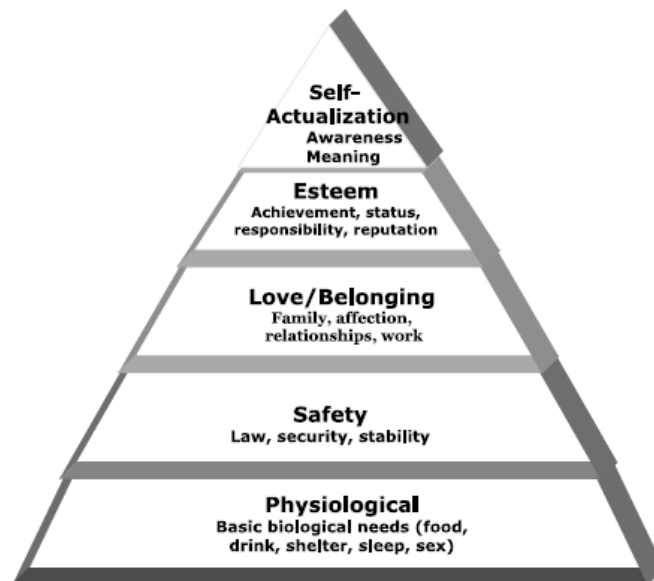 Self-
Actualization
Awareness
Meaning
Esteem
Achievement, status,
responsibility, reputation
Love/Belonging
Family, affection,
relationships, work
Safety
Law, security, stability
Physiological
Basic biological needs (food,
drink, shelter, sleep, sex)